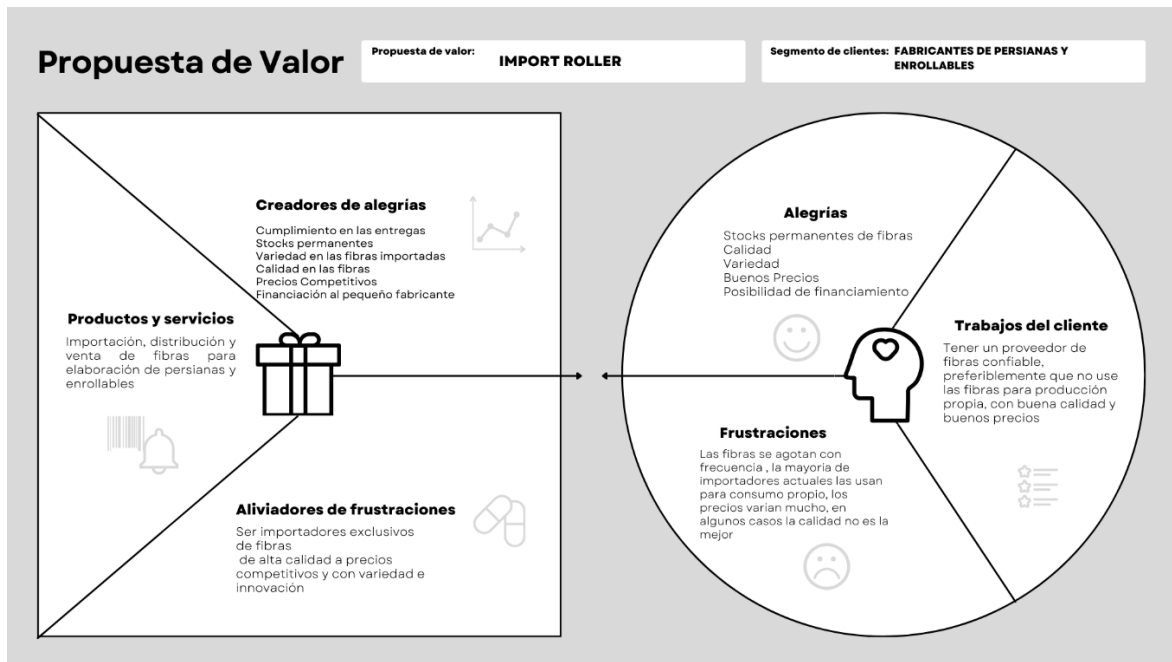 Propuesta de Valor
Propuesta de valor:
IMPORT ROLLER
Segmento de clientes: FABRICANTES DE PERSIANAS Y
ENROLLABLES
Creadores de alegrías
Cumplimiento en las entregas
Stocks permanentes
Variedad en las fibras importadas
Calidad en las fibras
Precios Competitivos
Financiación al pequeño fabricante
Productos y servicios
Importación, distribución y
venta de fibras para
elaboración de persianas y
enrollables
Aliviadores de frustraciones
Ser importadores exclusivos
de fibras
de alta calidad a precios
competitivos y con variedad e
innovación
Alegrías
Stocks permanentes de fibras
Calidad
Variedad
Buenos Precios
Posibilidad de financiamiento
Trabajos del cliente
Tener un proveedor de
fibras confiable,
preferiblemente que no use
las fibras para producción
propia, con buena calidad y
buenos precios
Frustraciones
Las fibras se agotan con
frecuencia , la mayoria de
importadores actuales las usan
para consumo propio, los
precios varian mucho, en
algunos casos la calidad no es la
mejor